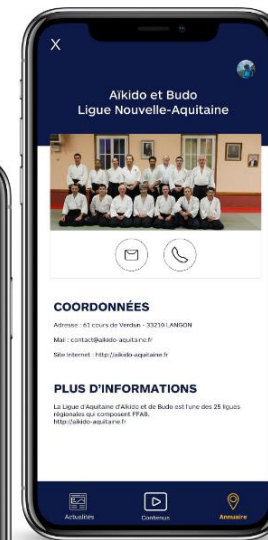 X
Aïkido et Budo
Ligue Nouvelle-Aquitaine
COORDONNÉES
Adresse : 61 cours de Verdun - 33210 LANGON
Mail : contact@aikido-aquitaine.fr
Site Internet : http://aikido-aquitaine.fr
PLUS D'INFORMATIONS
La Ligue d'Aquitaine d'Aïkido et de Budo est l'une des 25 ligues
régionales qui composent FFAB.
http://aikido-aquitaine.fr
Actualités
Contenus
Annuaire